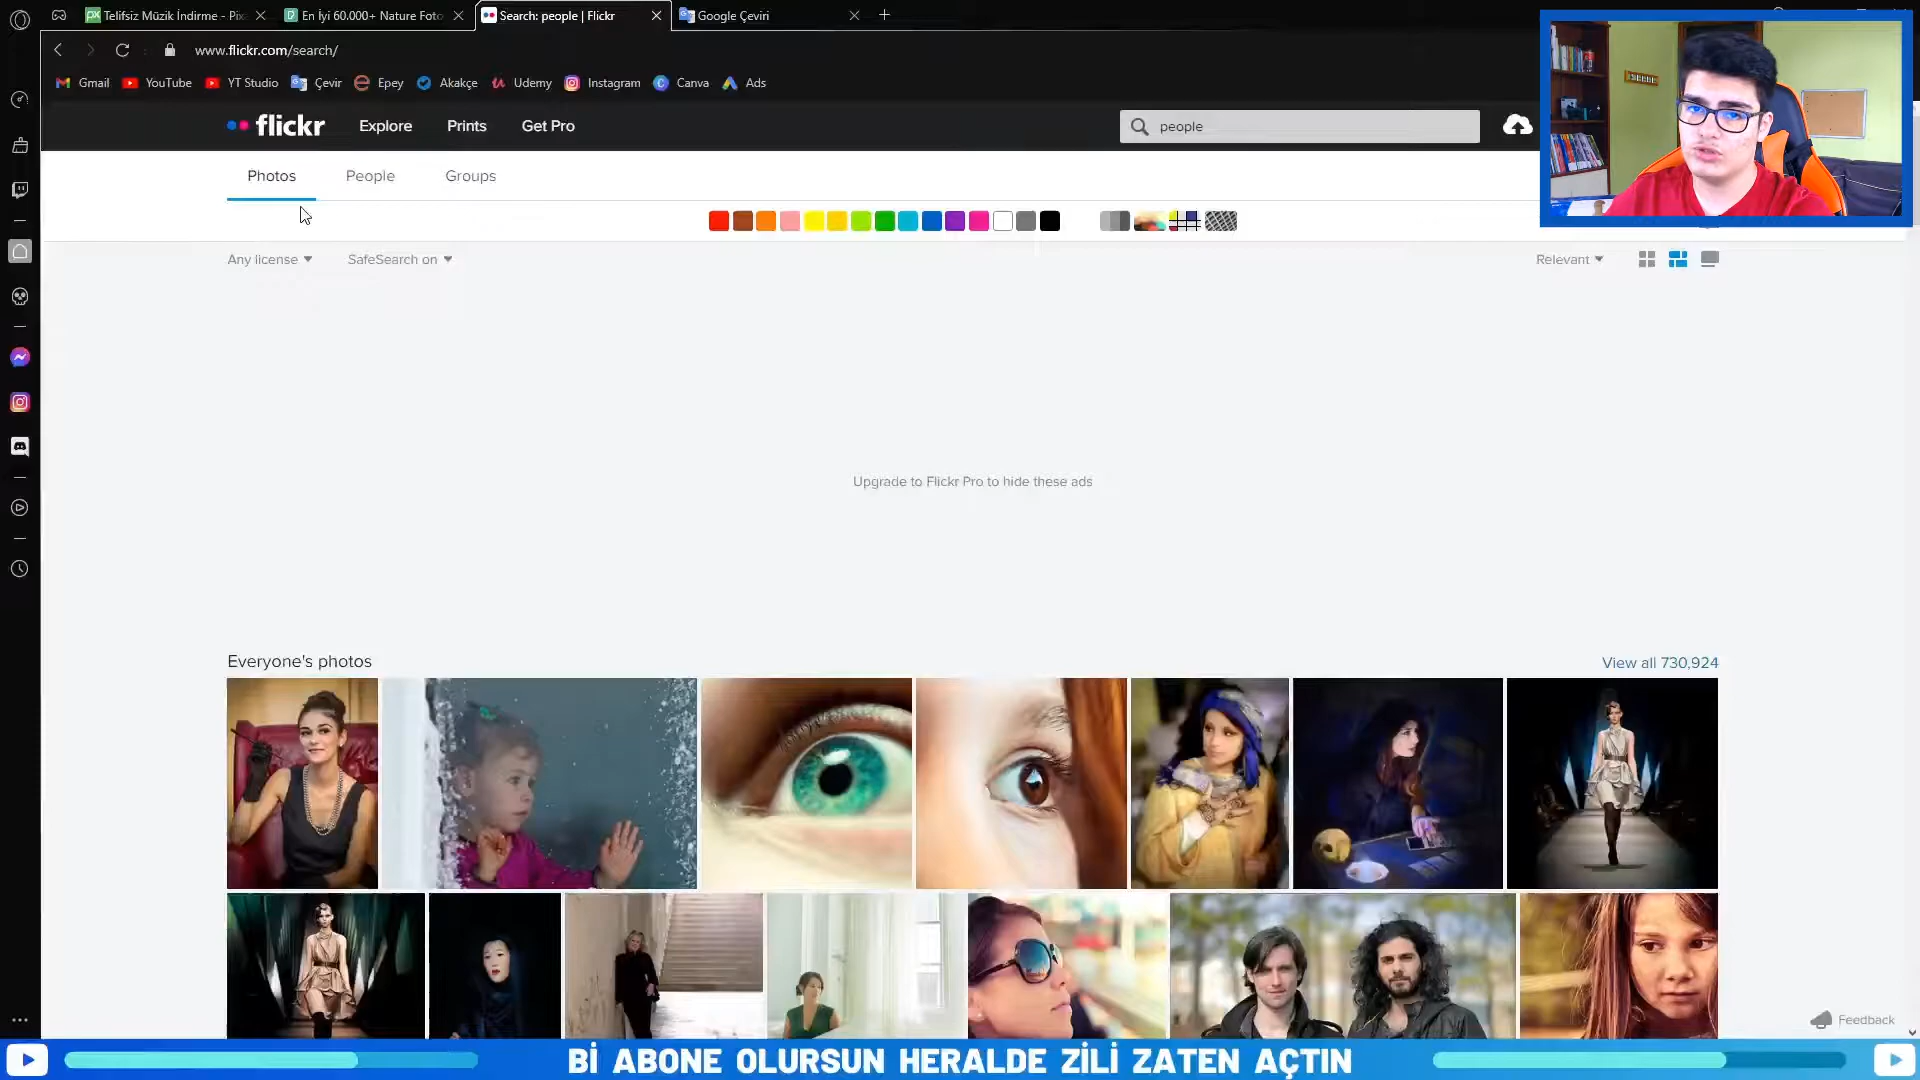 Telifsiz Müzik İndirme - Pix
En İyi 60.000+ Nature Foto
Search: people | Flickr
Google Çeviri
www.flickr.com/search/
Gmail
YouTube
YT Studio
Çevir
Epey
Akakçe
Udemy
Instagram
Canva
Ads
flickr
Explore
Prints
Get Pro
people
Photos
People
Groups
Any license
SafeSearch on
Relevant
Upgrade to Flickr Pro to hide these ads
Everyone's photos
View all 730,924
Feedback
Bİ ABONE OLURSUN HERALDE ZİLİ ZATEN AÇTIN